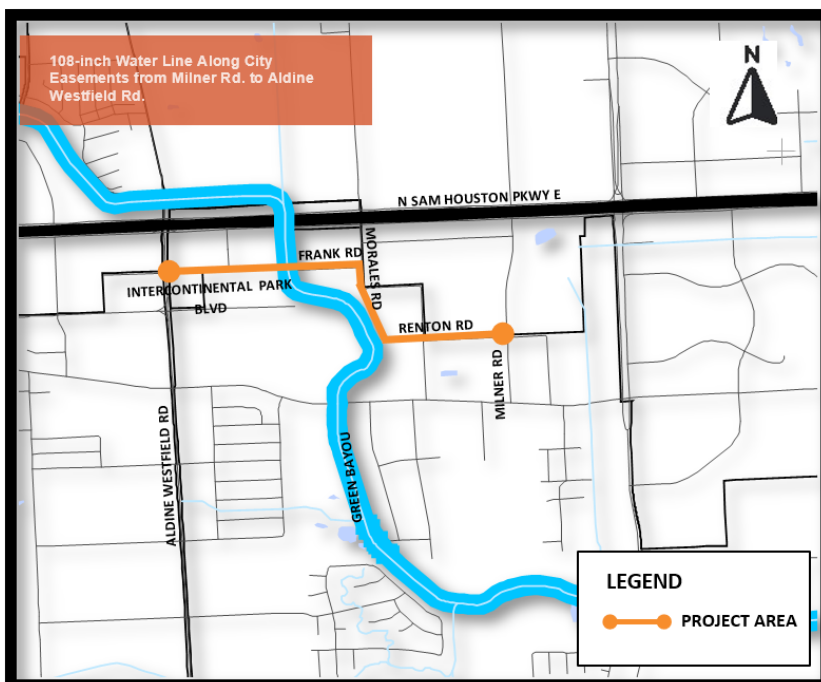 108-inch Water Line Along City
Easements from Milner Rd. to Aldine
Westfield Rd.
N
N SAM HOUSTON PKWY E
FRANK RD
MORALES RD
INTERCONTINENTAL PARK
BLVD
RENTON RD
MILNER RD
ALDINE WESTFIELD RD
GREEN BAYOU
LEGEND
PROJECT AREA